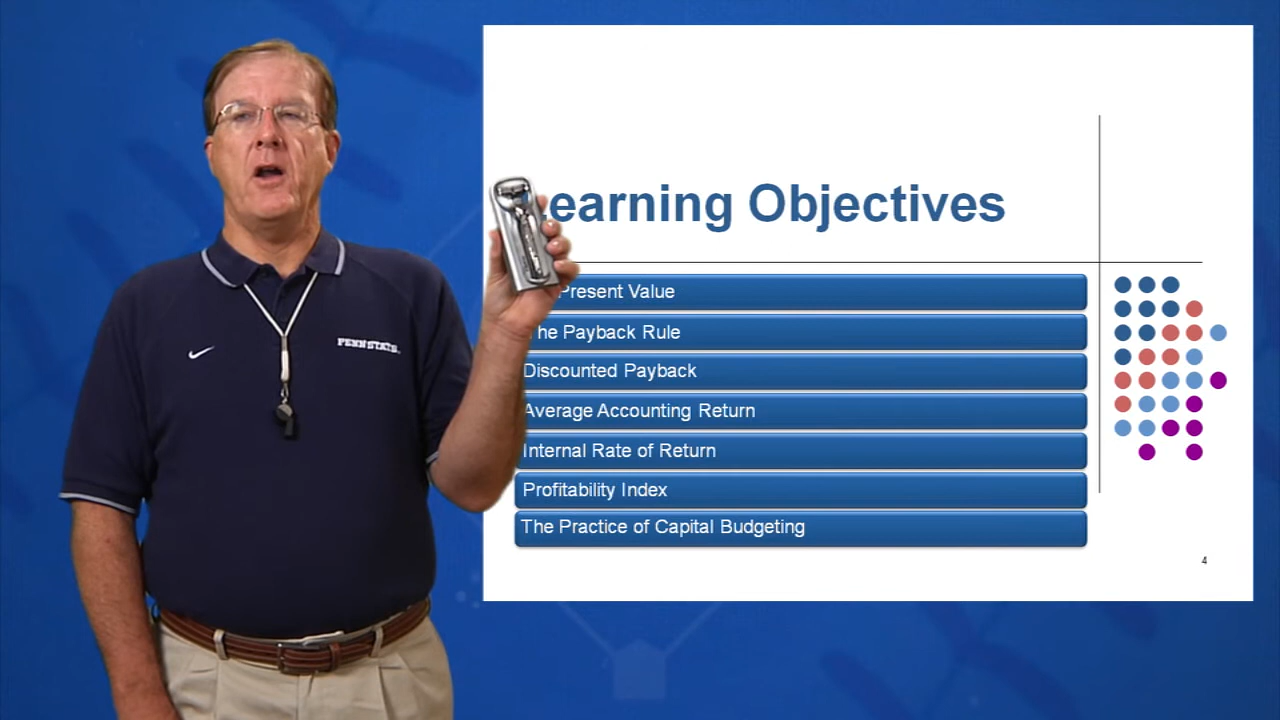 PENN STATE
earning Objectives
Present Value
he Payback Rule
Discounted Payback
Average Accounting Return
Internal Rate of Return
Profitability Index
The Practice of Capital Budgeting
4